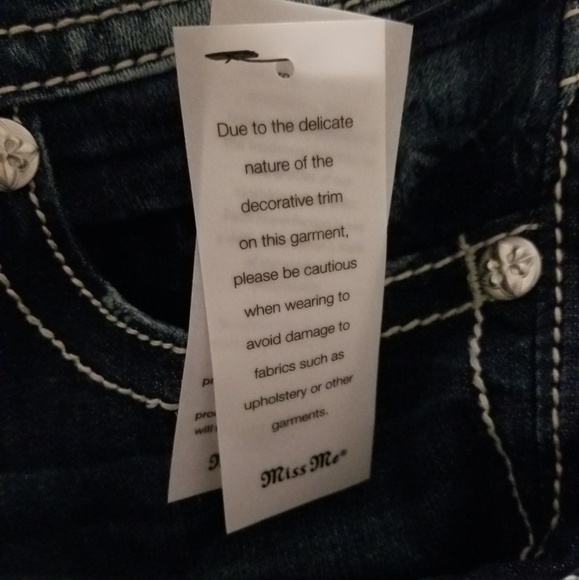 Due to the delicate
nature of the
decorative trim
on this garment,
please be cautious
when wearing to
avoid damage to
fabrics such as
upholstery or other
garments.
Miss Me®